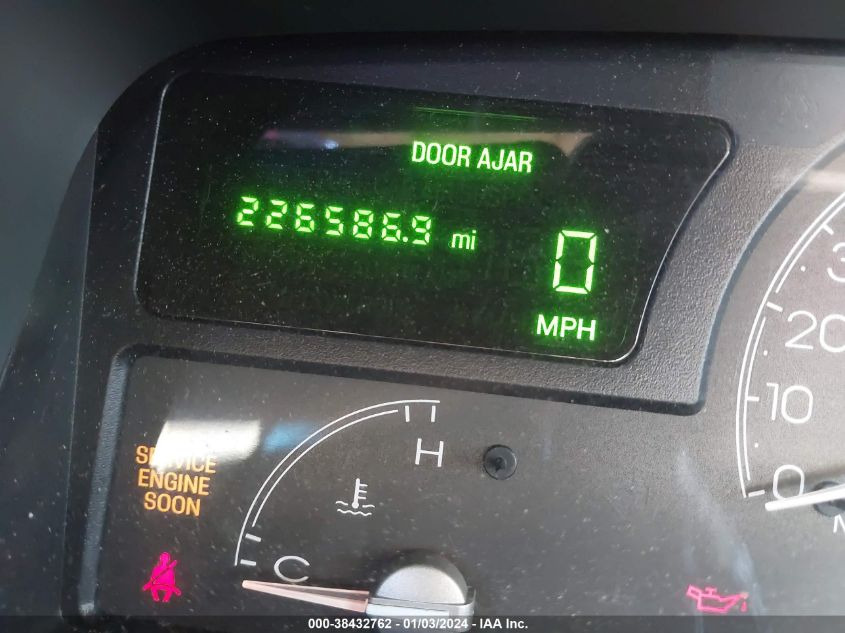 DOOR AJAR
226586.9 mi
0
MPH
30
20
10
0
SERVICE
ENGINE
SOON
H
C
000-38432762 - 01/03/2024 - IAA Inc.